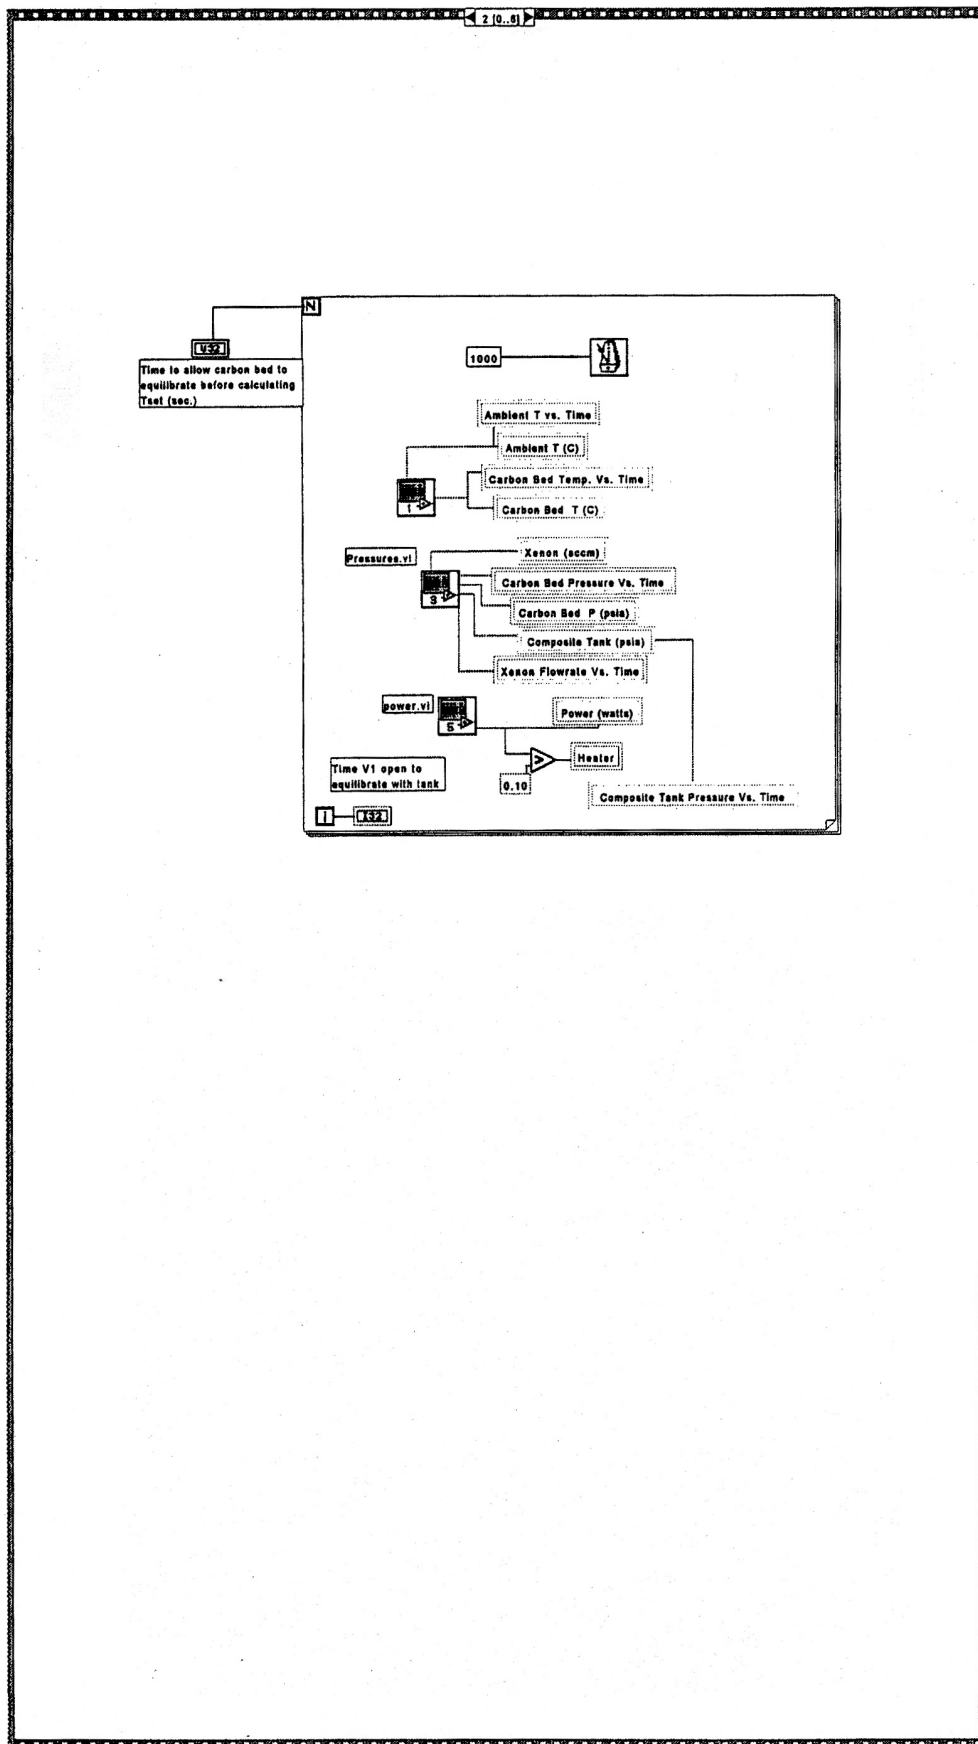 2 [0..6]
N
U32
Time to allow carbon bed to
equilibrate before calculating
Tset (sec.)
1000
Ambient T vs. Time
Ambient T (C)
Carbon Bed Temp. Vs. Time
1
Carbon Bed T (C)
Xenon (sccm)
Pressures.vi
Carbon Bed Pressure Vs. Time
3
Carbon Bed P (psia)
Composite Tank (psia)
Xenon Flowrate Vs. Time
power.vi
Power (watts)
5
>
Heater
Time V1 open to
equilibrate with tank
0.10
Composite Tank Pressure Vs. Time
i
I32